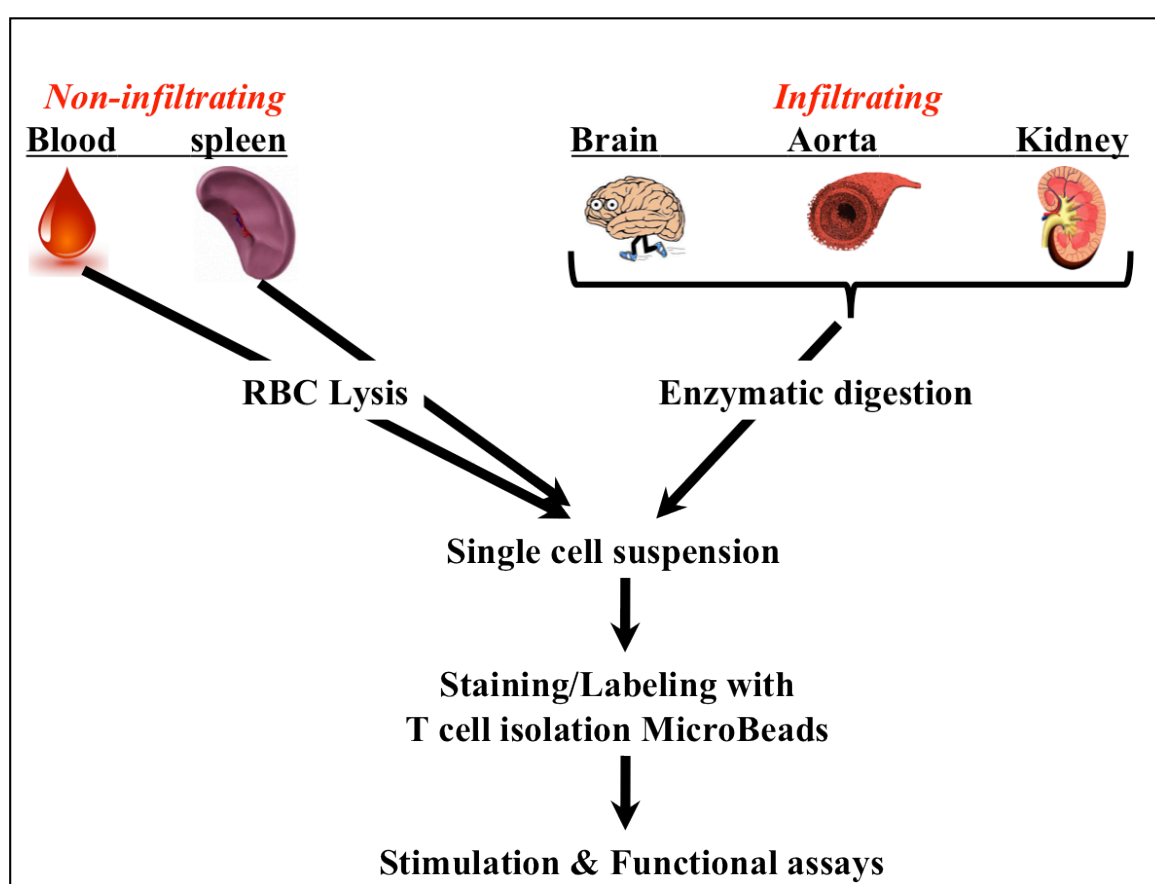 Non-infiltrating
Infiltrating
Blood spleen
Brain Aorta Kidney
RBC Lysis
Enzymatic digestion
Single cell suspension
Staining/Labeling with
T cell isolation MicroBeads
Stimulation & Functional assays